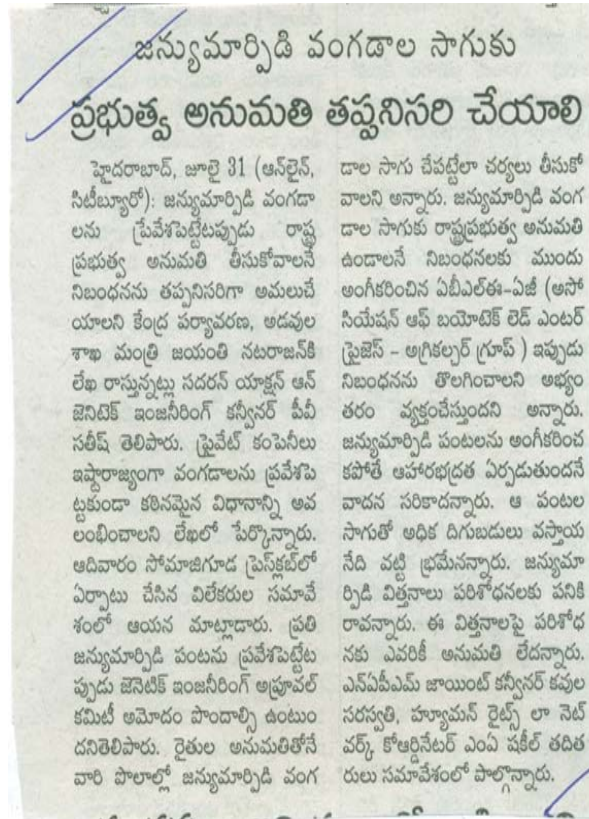 జన్యుమార్పిడి వంగడాల సాగుకు
ప్రభుత్వ అనుమతి తప్పనిసరి చేయాలి
హైదరాబాద్, జూలై 31 (ఆన్‌లైన్,
సిటీబ్యూరో): జన్యుమార్పిడి వంగడా
లను ప్రేవేశపెట్టేటప్పుడు రాష్ట్ర
ప్రభుత్వ అనుమతి తీసుకోవాలనే
నిబంధనను తప్పనిసరిగా అమలుచే
యాలని కేంద్ర పర్యావరణ, అడవుల
శాఖ మంత్రి జయంతి నటరాజన్‌కి
లేఖ రాస్తున్నట్లు సదరన్ యాక్షన్ ఆన్
జెనిటెక్ ఇంజనీరింగ్ కన్వీనర్ పీవీ
సతీష్ తెలిపారు. ప్రైవేట్ కంపెనీలు
ఇష్టారాజ్యంగా వంగడాలను ప్రవేశపె
ట్టకుండా కఠినమైన విధానాన్ని అవ
లంభించాలని లేఖలో పేర్కొన్నారు.
ఆదివారం సోమాజిగూడ ప్రెస్‌క్లబ్‌లో
ఏర్పాటు చేసిన విలేకరుల సమావే
శంలో ఆయన మాట్లాడారు. ప్రతి
జన్యుమార్పిడి పంటను ప్రవేశపెట్టేట
ప్పుడు జెనెటిక్ ఇంజనీరింగ్ అప్రూవల్
కమిటీ అమోదం పొందాల్సి ఉంటుం
దనితెలిపారు. రైతుల అనుమతితోనే
వారి పొలాల్లో జన్యుమార్పిడి వంగ
డాల సాగు చేపట్టేలా చర్యలు తీసుకో
వాలని అన్నారు. జన్యుమార్పిడి వంగ
డాల సాగుకు రాష్ట్రప్రభుత్వ అనుమతి
ఉండాలనే నిబంధనలకు ముందు
అంగీకరించిన ఏబీఎల్ఈ-ఏజీ (అసో
సియేషన్ ఆఫ్ బయోటెక్ లెడ్ ఎంటర్
ప్రైజెస్ - అగ్రికల్చర్ గ్రూప్ ) ఇప్పుడు
నిబంధనను తొలగించాలని అభ్యం
తరం వ్యక్తంచేస్తుందని అన్నారు.
జన్యుమార్పిడి పంటలను అంగీకరించ
కపోతే ఆహారభద్రత ఏర్పడుతుందనే
వాదన సరికాదన్నారు. ఆ పంటల
సాగుతో అధిక దిగుబడులు వస్తాయ
నేది వట్టి భ్రమేనన్నారు. జన్యుమా
ర్పిడి విత్తనాలు పరిశోధనలకు పనికి
రావన్నారు. ఈ విత్తనాలపై పరిశోధ
నకు ఎవరికీ అనుమతి లేదన్నారు.
ఎన్ఏపీఎమ్ జాయింట్ కన్వీనర్ కవుల
సరస్వతి, హ్యూమన్ రైట్స్ లా నెట్
వర్క్ కోఆర్డినేటర్ ఎంఏ షకీల్ తదిత
రులు సమావేశంలో పాల్గొన్నారు.